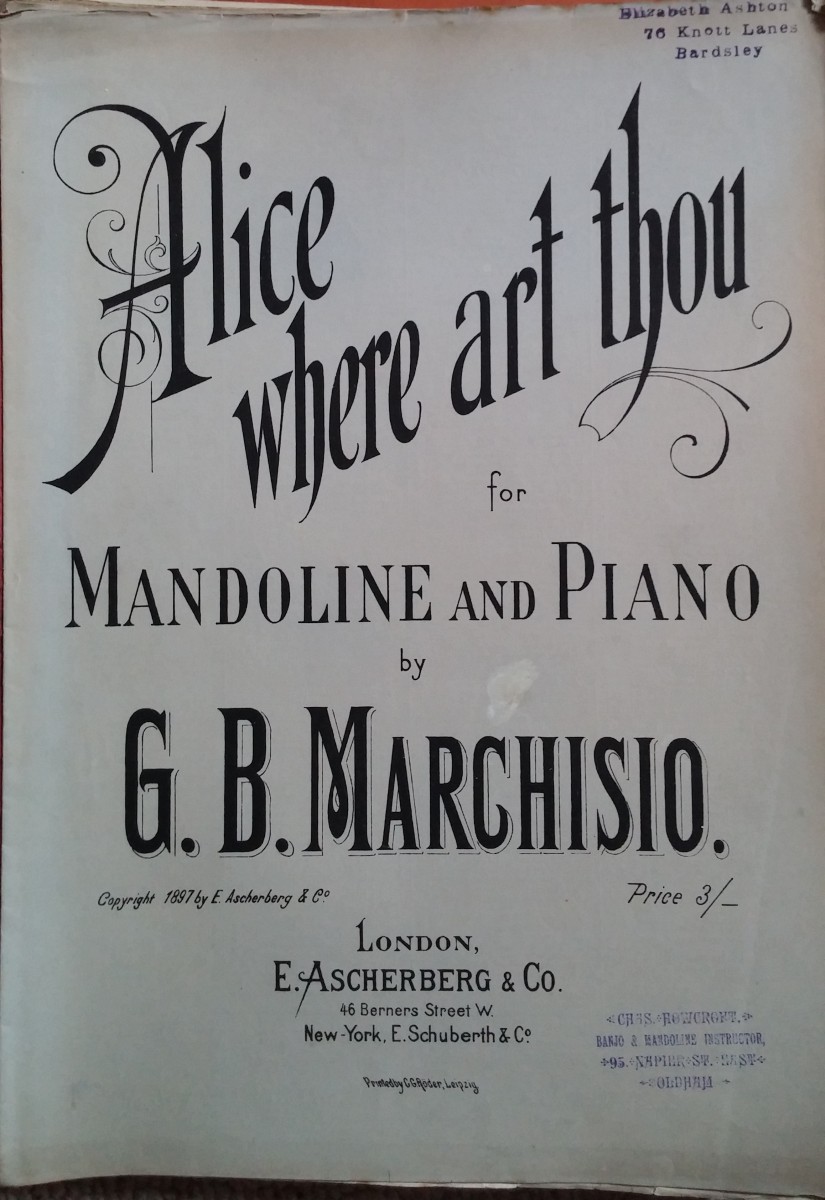 Elizabeth Ashton
76 Knott Lanes
Bardsley
Alice
where art thou
for
MANDOLINE AND PIANO
by
G. B. MARCHISIO.
Copyright 1897 by E. Ascherberg & Co
Price 3/–
LONDON,
E. ASCHERBERG & CO.
46 Berners Street W.
New-York, E. Schuberth & Co
Printed by C.G. Röder, Leipzig.
CHAS. ROWCROFT.
BANJO & MANDOLINE INSTRUCTOR,
95. NAPIER ST. EAST
OLDHAM